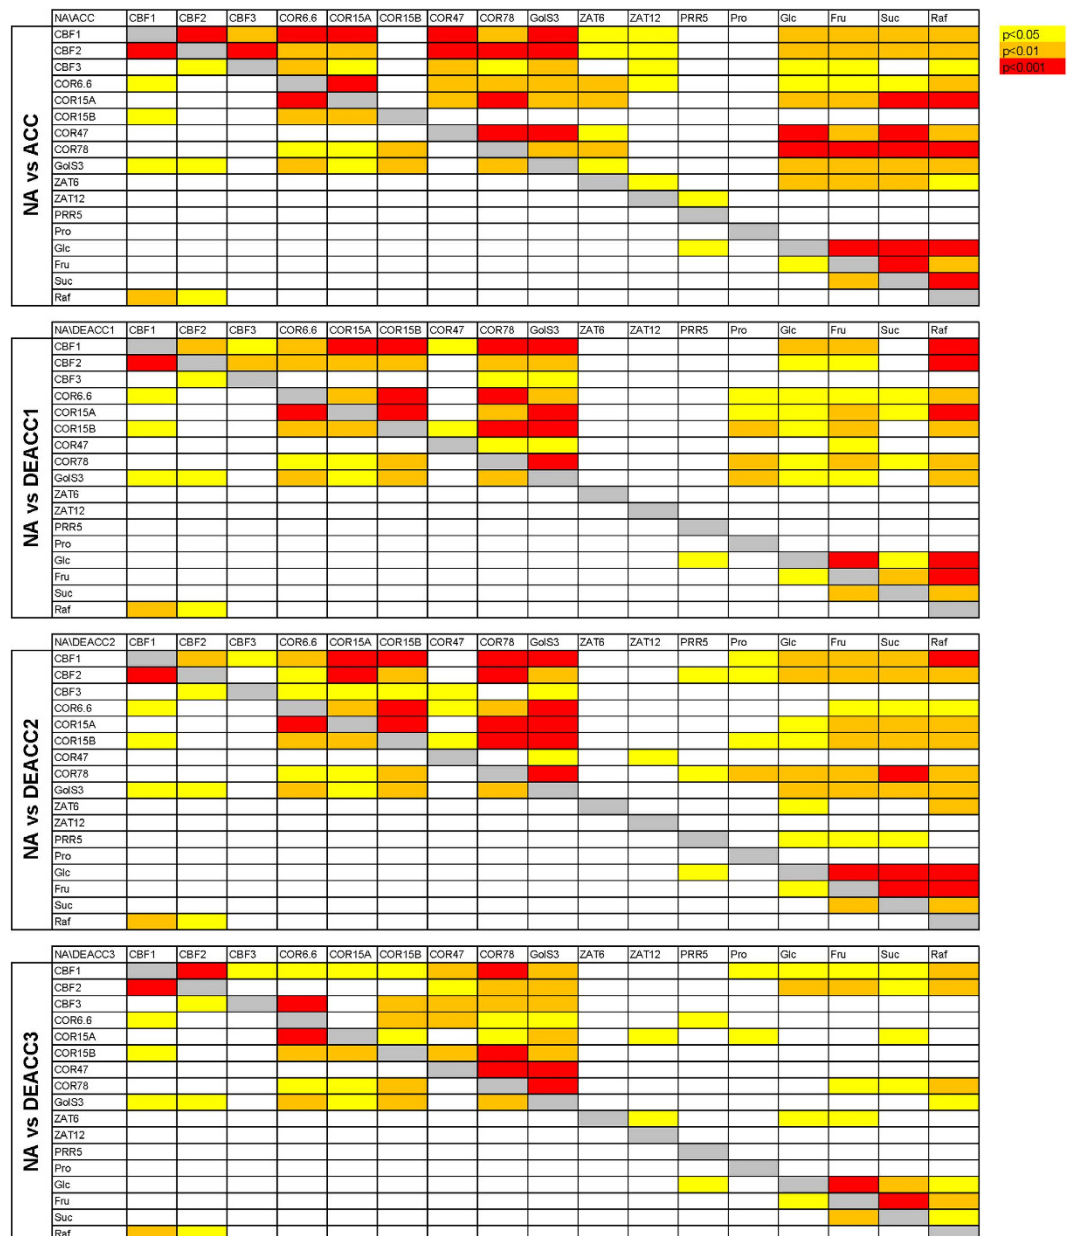 NA\ACC CBF1 CBF2 CBF3 COR6.6 COR15A COR15B COR47 COR78 GolS3 ZAT6 ZAT12 PRR5 Pro Glc Fru Suc Raf
p<0.05
p<0.01
p<0.001
NA vs ACC
CBF1
CBF2
CBF3
COR6.6
COR15A
COR15B
COR47
COR78
GolS3
ZAT6
ZAT12
PRR5
Pro
Glc
Fru
Suc
Raf
NA\DEACC1 CBF1 CBF2 CBF3 COR6.6 COR15A COR15B COR47 COR78 GolS3 ZAT6 ZAT12 PRR5 Pro Glc Fru Suc Raf
NA vs DEACC1
CBF1
CBF2
CBF3
COR6.6
COR15A
COR15B
COR47
COR78
GolS3
ZAT6
ZAT12
PRR5
Pro
Glc
Fru
Suc
Raf
NA\DEACC2 CBF1 CBF2 CBF3 COR6.6 COR15A COR15B COR47 COR78 GolS3 ZAT6 ZAT12 PRR5 Pro Glc Fru Suc Raf
NA vs DEACC2
CBF1
CBF2
CBF3
COR6.6
COR15A
COR15B
COR47
COR78
GolS3
ZAT6
ZAT12
PRR5
Pro
Glc
Fru
Suc
Raf
NA\DEACC3 CBF1 CBF2 CBF3 COR6.6 COR15A COR15B COR47 COR78 GolS3 ZAT6 ZAT12 PRR5 Pro Glc Fru Suc Raf
NA vs DEACC3
CBF1
CBF2
CBF3
COR6.6
COR15A
COR15B
COR47
COR78
GolS3
ZAT6
ZAT12
PRR5
Pro
Glc
Fru
Suc
Raf